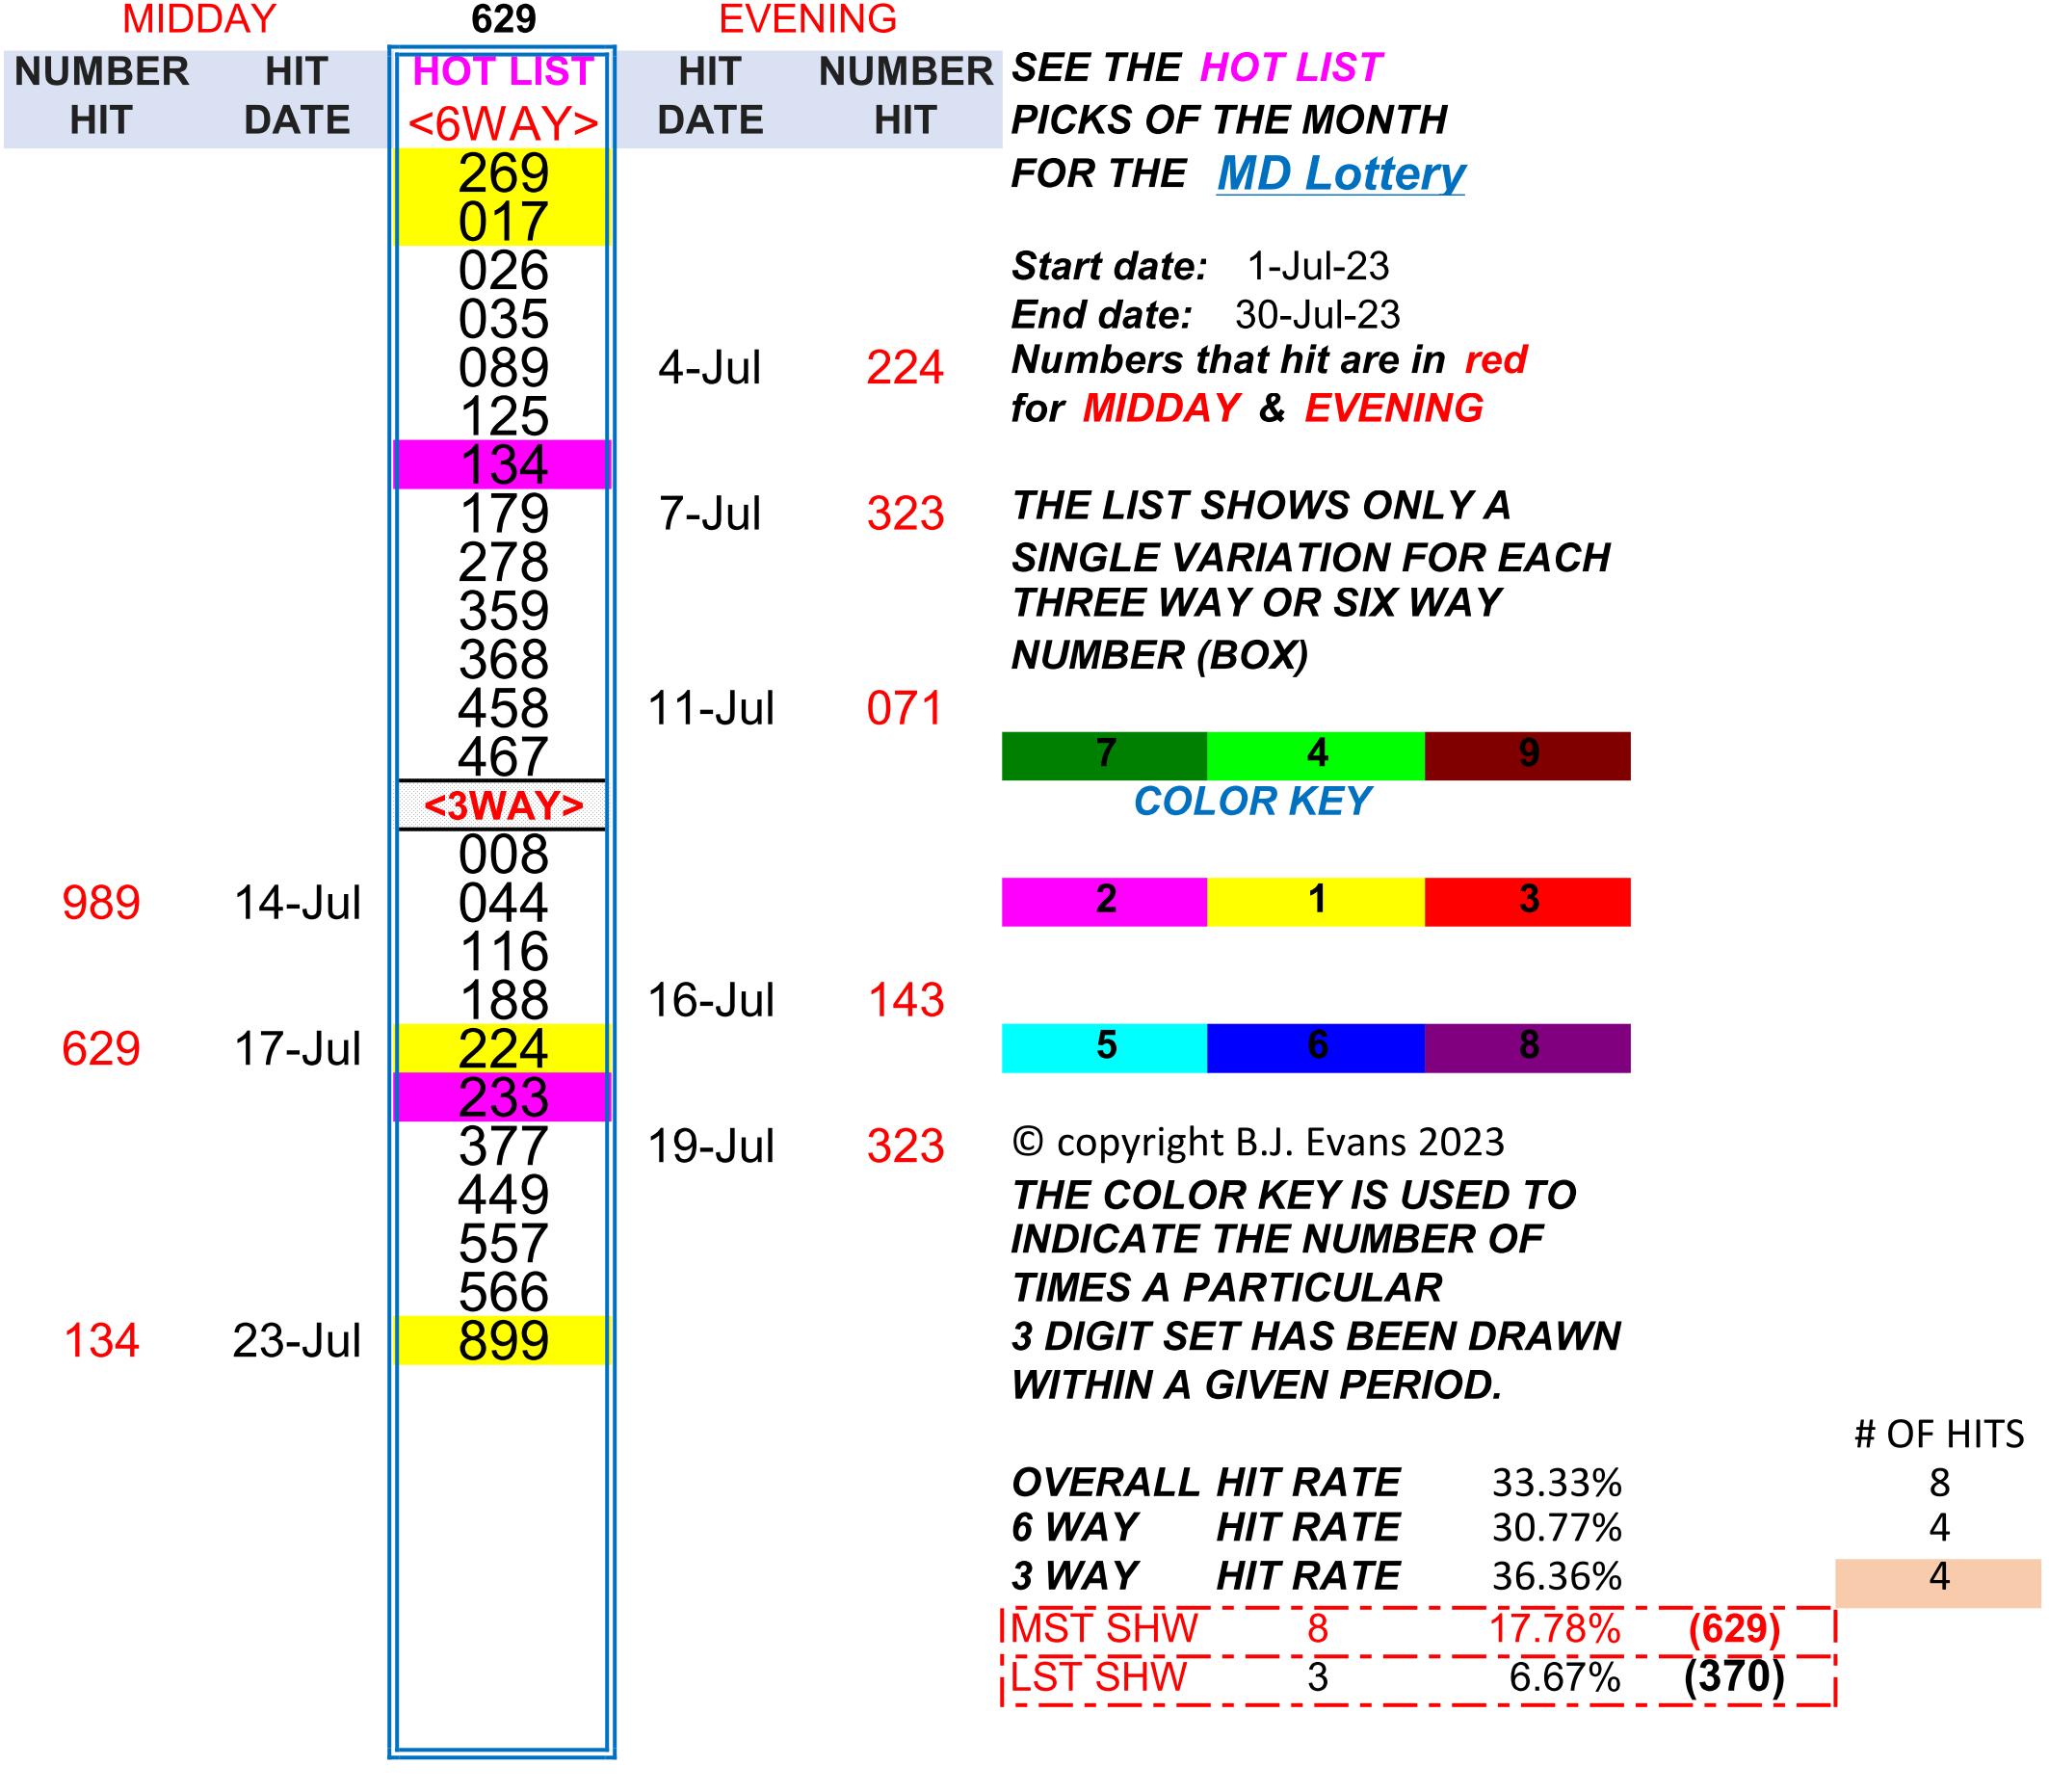 MIDDAY 629 EVENING
NUMBER HIT HOT LIST HIT NUMBER
HIT DATE <6WAY> DATE HIT
269
017
026
035
089 4-Jul 224
125
134
179 7-Jul 323
278
359
368
458 11-Jul 071
467
<3WAY>
008
989 14-Jul 044
116
188 16-Jul 143
629 17-Jul 224
233
377 19-Jul 323
449
557
566
134 23-Jul 899
SEE THE HOT LIST
PICKS OF THE MONTH
FOR THE MD Lottery
Start date: 1-Jul-23
End date: 30-Jul-23
Numbers that hit are in red
for MIDDAY & EVENING
THE LIST SHOWS ONLY A
SINGLE VARIATION FOR EACH
THREE WAY OR SIX WAY
NUMBER (BOX)
7 4 9
COLOR KEY
2 1 3
5 6 8
© copyright B.J. Evans 2023
THE COLOR KEY IS USED TO
INDICATE THE NUMBER OF
TIMES A PARTICULAR
3 DIGIT SET HAS BEEN DRAWN
WITHIN A GIVEN PERIOD.
# OF HITS
OVERALL HIT RATE 33.33% 8
6 WAY HIT RATE 30.77% 4
3 WAY HIT RATE 36.36% 4
MST SHW 8 17.78% (629)
LST SHW 3 6.67% (370)